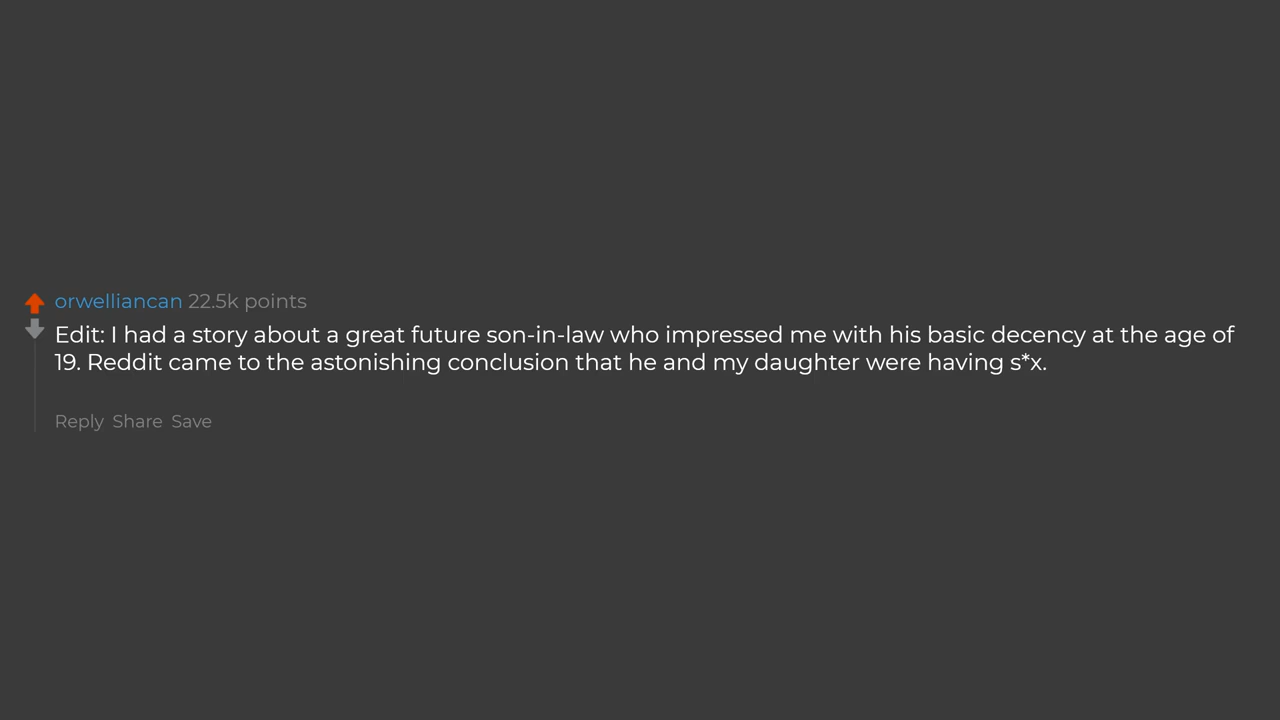 orwelliancan 22.5k points
Edit: I had a story about a great future son-in-law who impressed me with his basic decency at the age of
19. Reddit came to the astonishing conclusion that he and my daughter were having s*x.
Reply Share Save